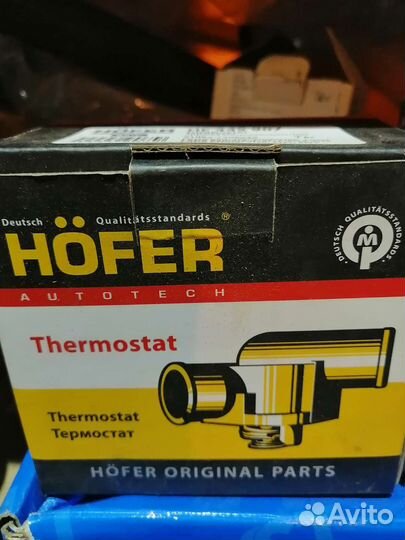 Deutsch Qualitätsstandards ®
HÖFER
AUTOTECH
DEUTSCH QUALITÄTSSTANDARDS
Thermostat
Thermostat
Термостат
HÖFER ORIGINAL PARTS
Avito